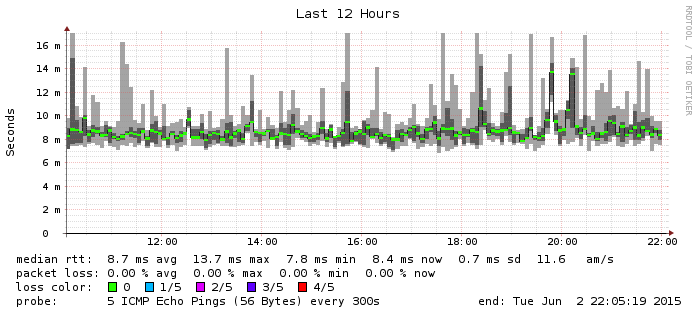 Last 12 Hours
RRDTOOL / TOBI OETIKER
Seconds
16 m
14 m
12 m
10 m
8 m
6 m
4 m
2 m
0
12:00 14:00 16:00 18:00 20:00 22:00
median rtt: 8.7 ms avg 13.7 ms max 7.8 ms min 8.4 ms now 0.7 ms sd 11.6 am/s
packet loss: 0.00 % avg 0.00 % max 0.00 % min 0.00 % now
loss color: 0 1/5 2/5 3/5 4/5
probe: 5 ICMP Echo Pings (56 Bytes) every 300s end: Tue Jun 2 22:05:19 2015